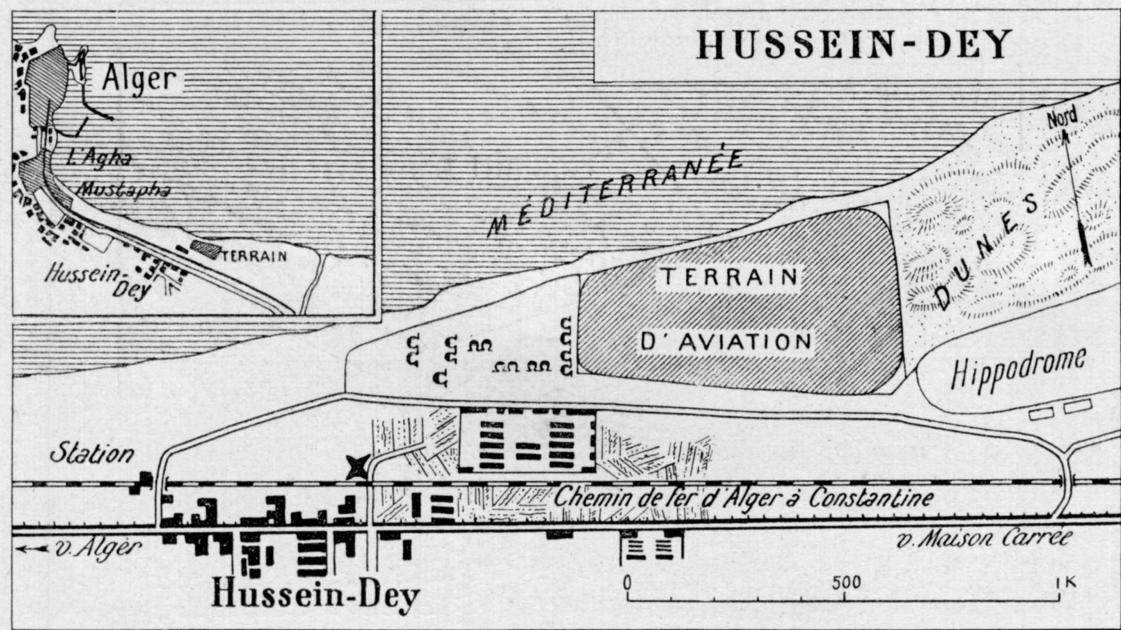 HUSSEIN-DEY
Alger
L'Agha
Mustapha
TERRAIN
Hussein-
Dey
MÉDITERRANÉE
Nord
DUNES
TERRAIN
D'AVIATION
Hippodrome
Station
Chemin de fer d'Alger à Constantine
v. Alger
v. Maison Carrée
Hussein-Dey
0 500 1K